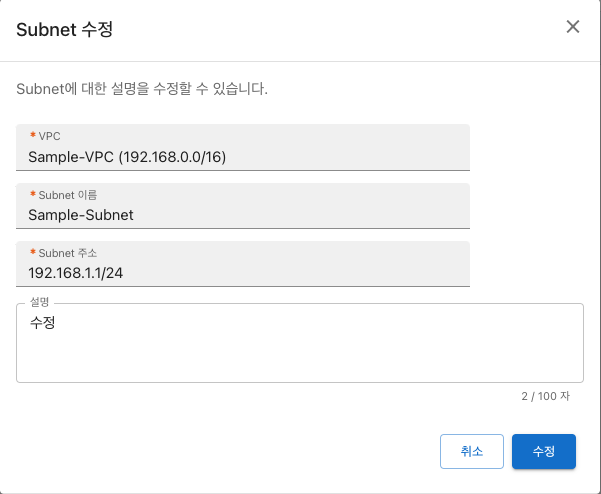 Subnet 수정
Subnet에 대한 설명을 수정할 수 있습니다.
* VPC
Sample-VPC (192.168.0.0/16)
* Subnet 이름
Sample-Subnet
* Subnet 주소
192.168.1.1/24
설명
수정
2 / 100 자
취소
수정